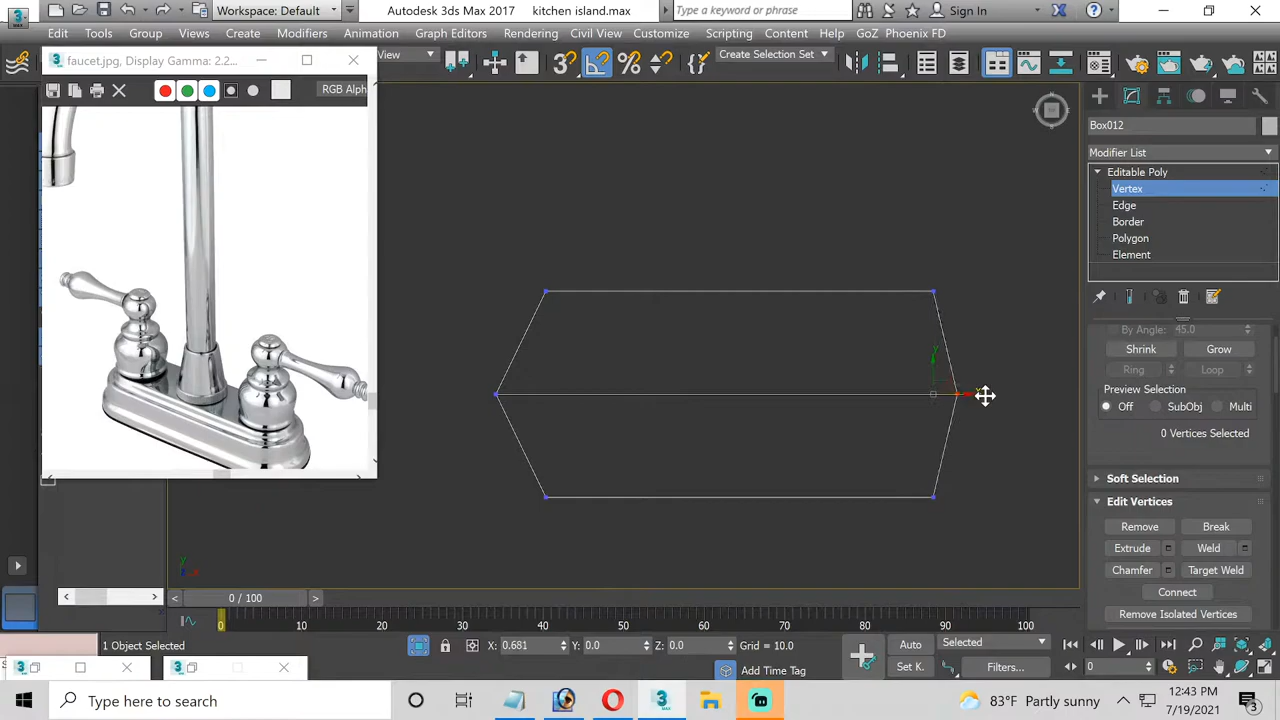 Workspace: Default
Autodesk 3ds Max 2017
kitchen island.max
Type a keyword or phrase
Sign In
Edit
Tools
Group
Views
Create
Modifiers
Animation
Graph Editors
Rendering
Civil View
Customize
Scripting
Content
Help
GoZ
Phoenix FD
faucet.jpg, Display Gamma: 2.2...
View
3
Create Selection Set
RGB Alph
Box012
Modifier List
Editable Poly
Vertex
Edge
Border
Polygon
Element
By Angle:
45.0
Shrink
Grow
Ring
Loop
Preview Selection
Off
SubObj
Multi
0 Vertices Selected
Soft Selection
Edit Vertices
Remove
Break
Extrude
Weld
Chamfer
Target Weld
Connect
Remove Isolated Vertices
y
y
x
0 / 100
0
10
20
30
40
50
60
70
80
90
100
1 Object Selected
X: 0.681
Y: 0.0
Z: 0.0
Grid = 10.0
Auto
Selected
Set K.
Filters...
0
Add Time Tag
Type here to search
83°F Partly sunny
12:43 PM
7/19/2021
3